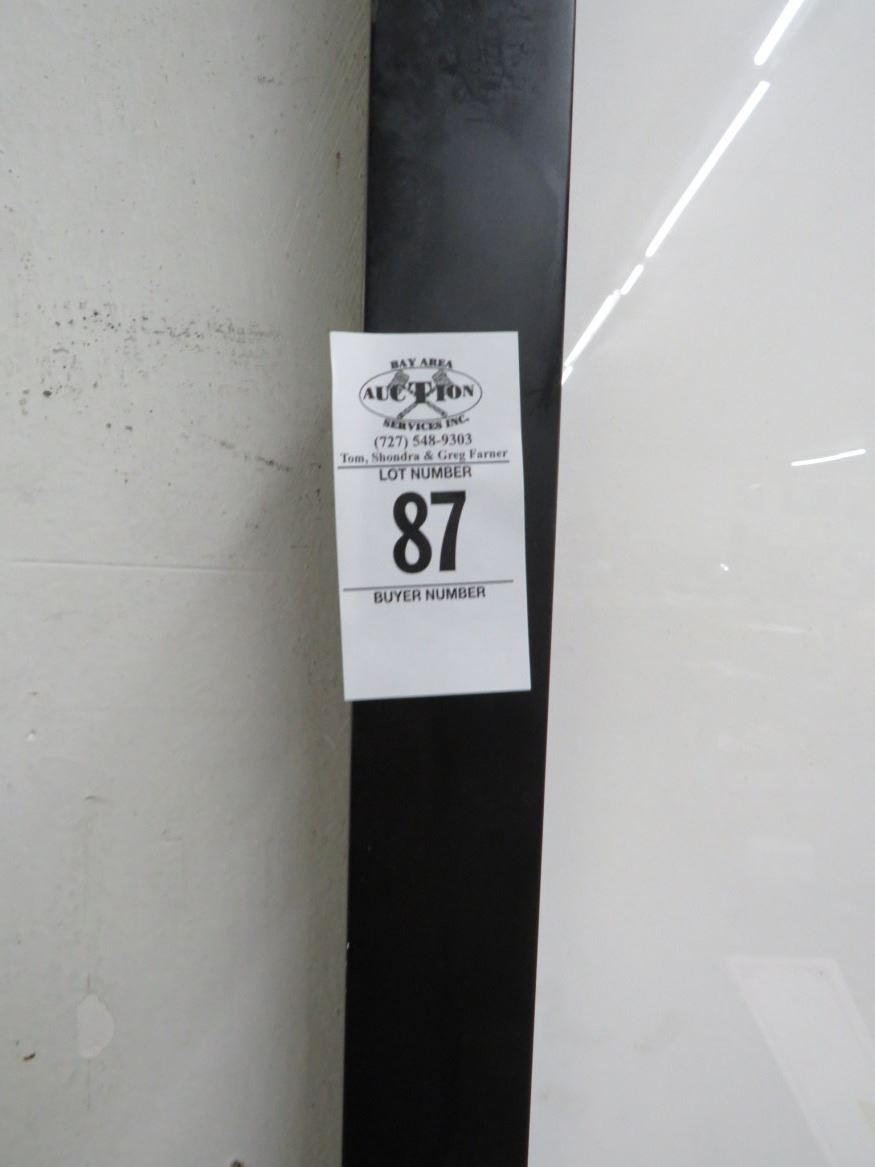 BAY AREA
AUCTION
SERVICES INC.
(727) 548-9303
Tom, Shondra & Greg Farner
LOT NUMBER
87
BUYER NUMBER